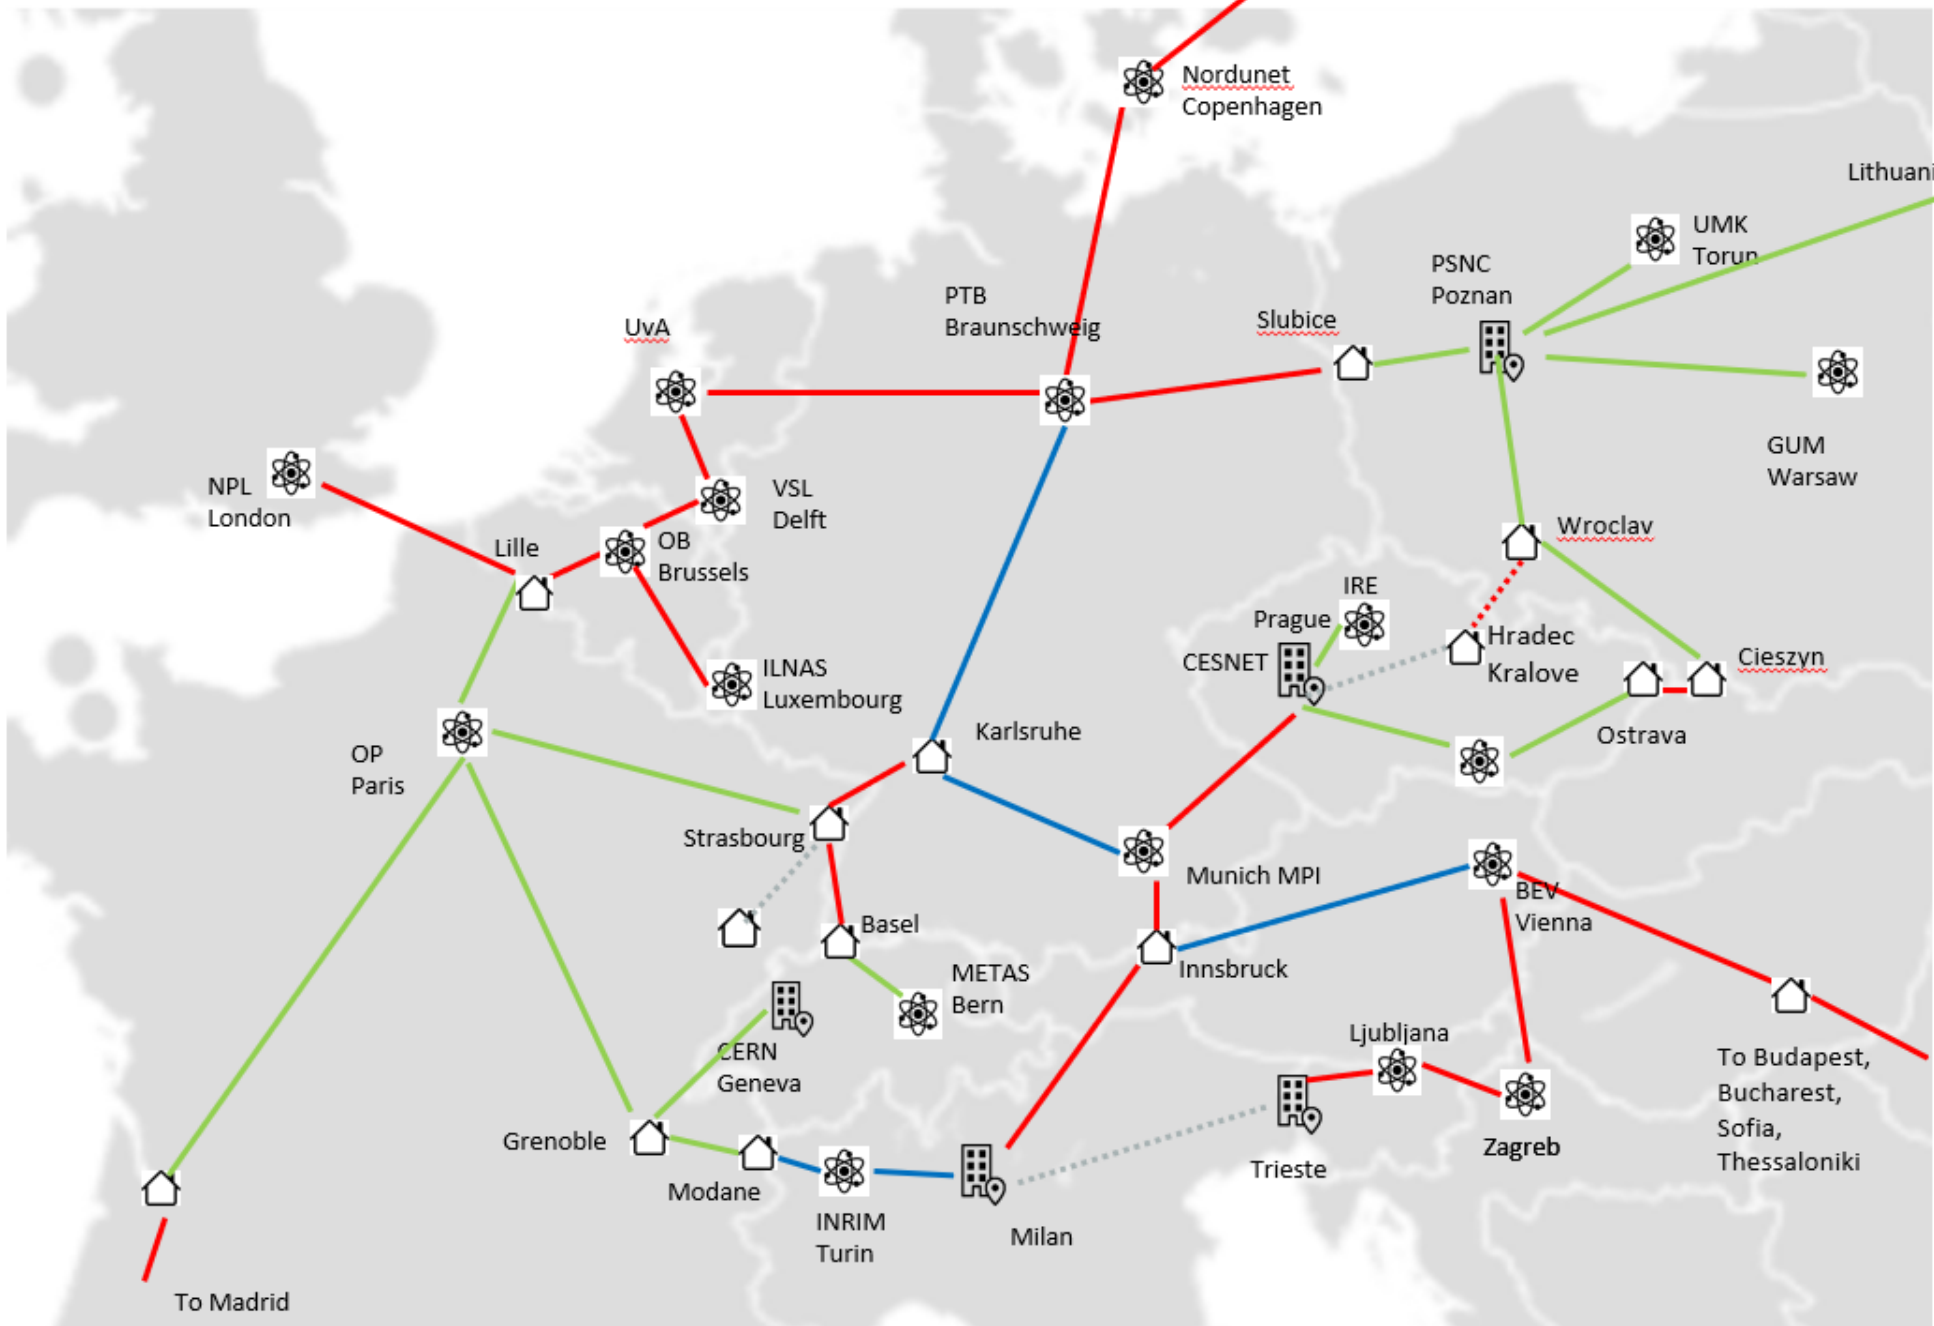 Nordunet
Copenhagen
Lithuani
UMK
Torun
PSNC
Poznan
PTB
Braunschweig
Slubice
UvA
GUM
Warsaw
NPL
London
VSL
Delft
Lille
OB
Brussels
Wroclav
IRE
Prague
CESNET
Hradec
Kralove
Cieszyn
ILNAS
Luxembourg
Ostrava
Karlsruhe
OP
Paris
Strasbourg
Munich MPI
BEV
Vienna
Basel
Innsbruck
METAS
Bern
CERN
Geneva
Ljubljana
To Budapest,
Bucharest,
Sofia,
Thessaloniki
Grenoble
Modane
Zagreb
Trieste
INRIM
Turin
Milan
To Madrid